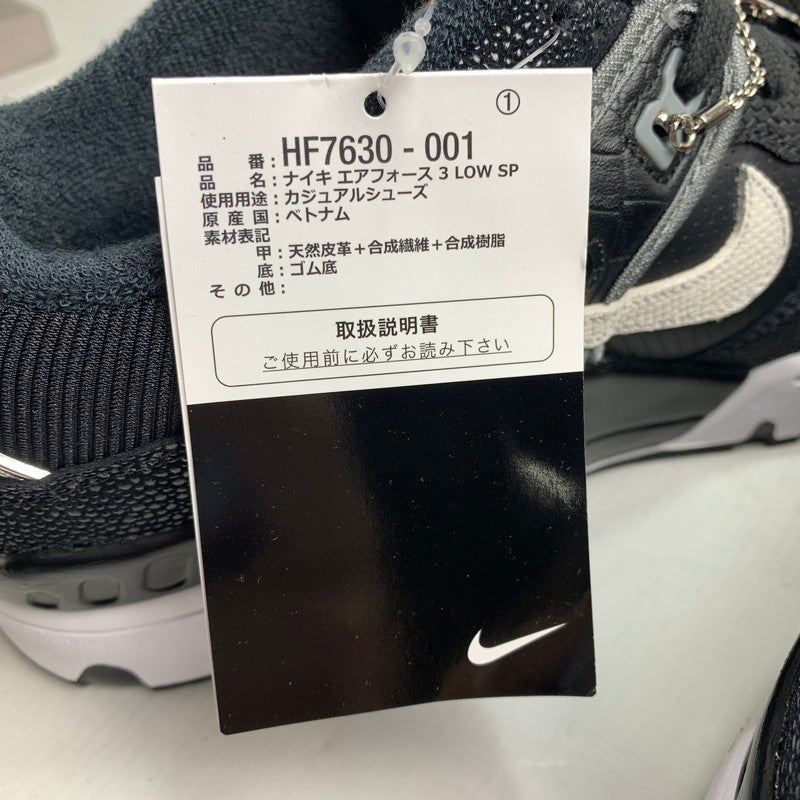 ①
品番：HF7630 - 001
品名：ナイキ エアフォース 3 LOW SP
使用用途：カジュアルシューズ
原産国：ベトナム
素材表記
甲：天然皮革＋合成繊維＋合成樹脂
底：ゴム底
その他：
取扱説明書
ご使用前に必ずお読み下さい